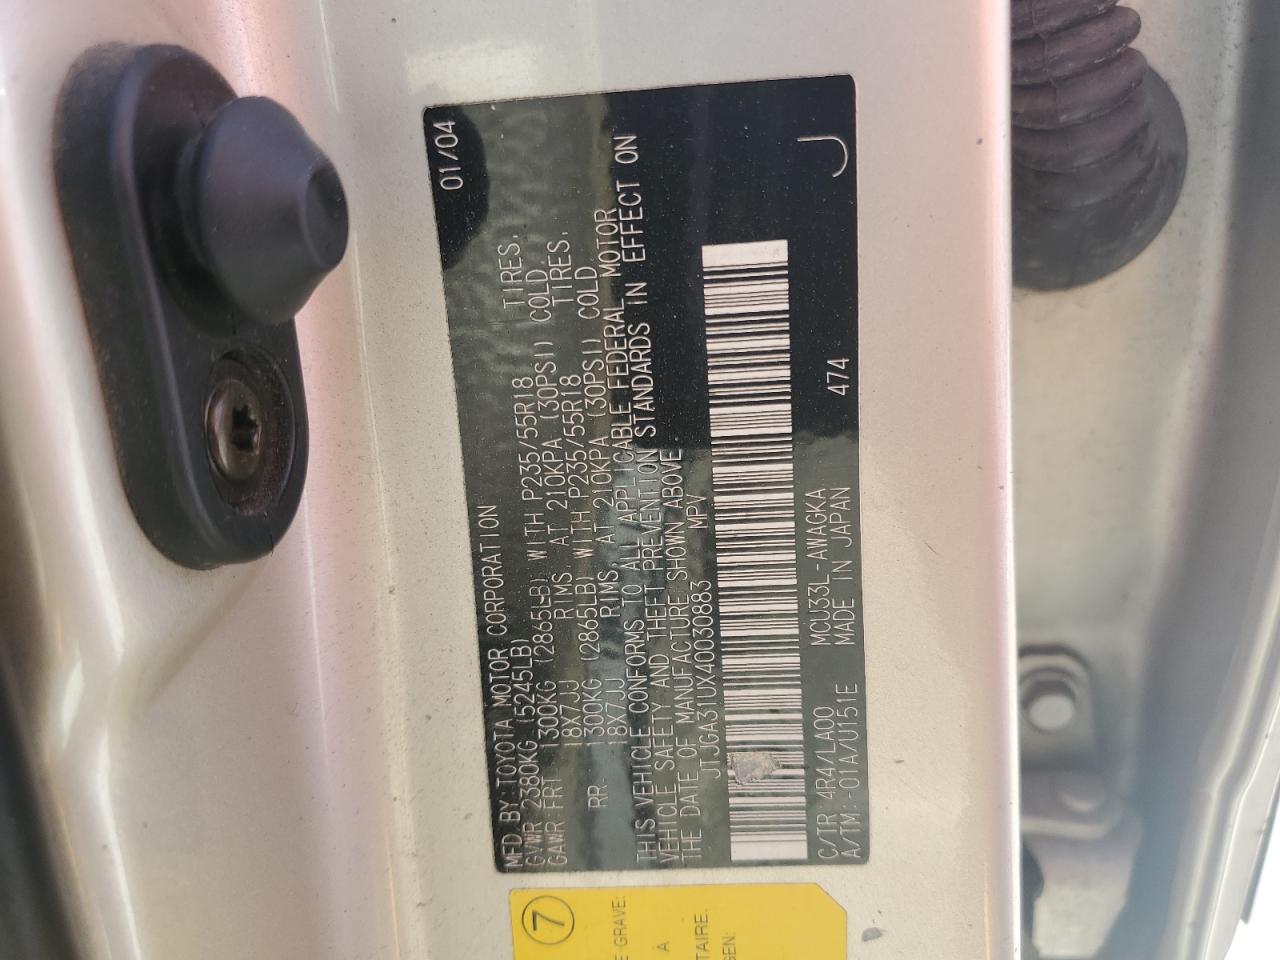 01/04
MFD. BY: TOYOTA MOTOR CORPORATION
GVWR 2380KG (5245LB)
GAWR:FRT 1300KG (2865LB) WITH P235/55R18 TIRES,
18X7JJ RIMS, AT 210KPA (30PSI) COLD
RR 1300KG (2865LB) WITH P235/55R18 TIRES,
18X7JJ RIMS, AT 210KPA (30PSI) COLD
THIS VEHICLE CONFORMS TO ALL APPLICABLE FEDERAL MOTOR
VEHICLE SAFETY AND THEFT PREVENTION STANDARDS IN EFFECT ON
THE DATE OF MANUFACTURE SHOWN ABOVE
JTJGA31UX40030883 MPV
C/TR: 4R4/LA00 MCU33L-AWAGKA 474 J
A/TM:-01A/U151E MADE IN JAPAN
7
GRAVE:
À
TAIRE.
GEN: